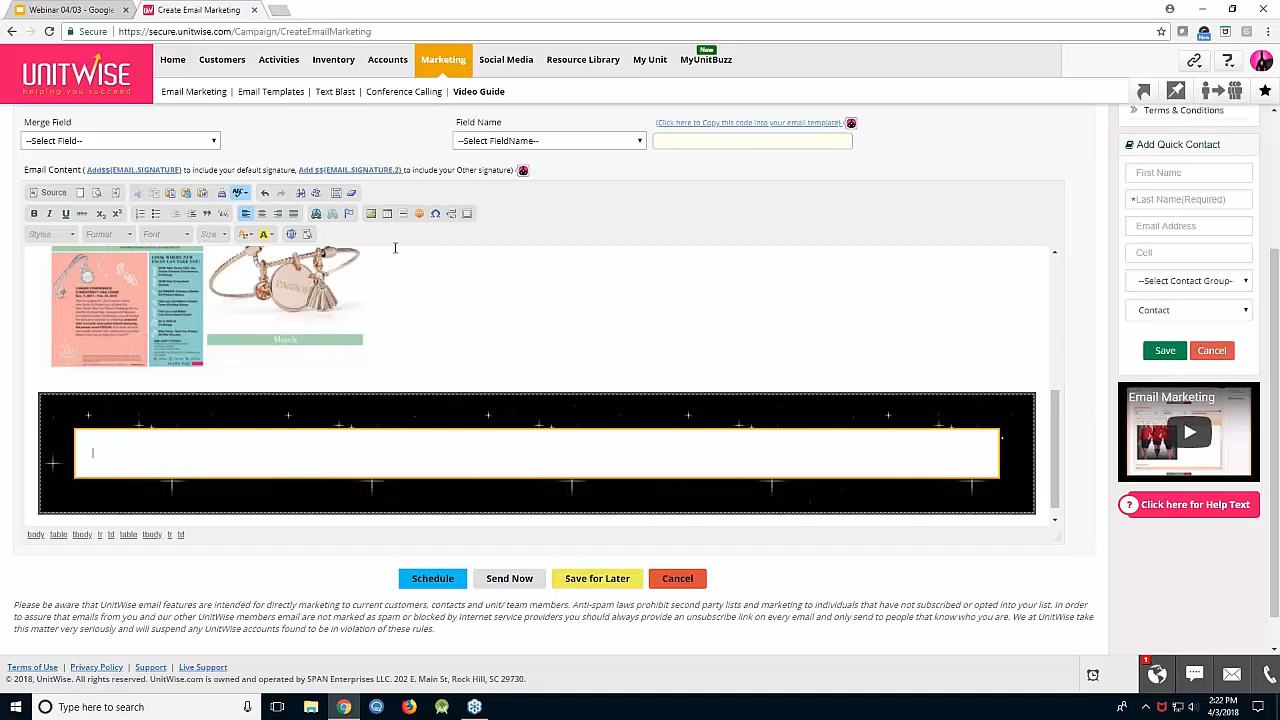 Webinar 04/03 - Google
Create Email Marketing
Secure
https://secure.unitwise.com/Campaign/CreateEmailMarketing
New
UNITWISE
helping you succeed
Home
Customers
Activities
Inventory
Accounts
Marketing
Social Media
Resource Library
My Unit
New
MyUnitBuzz
Email Marketing
Email Templates
Text Blast
Conference Calling
Video Guide
Merge Field
Field Name
(Click here to Copy this code into your email template)
--Select Field--
--Select FieldName--
Email Content ( Add$${EMAIL.SIGNATURE} to include your default signature, Add $${EMAIL.SIGNATURE.2} to include your Other signature)
Source
Styles
Format
Font
Size
LOOK WHERE NEW FACES CAN TAKE YOU!
March
body table tbody tr td table tbody tr td
Schedule
Send Now
Save for Later
Cancel
Please be aware that UnitWise email features are intended for directly marketing to current customers, contacts and unit/ team members. Anti-spam laws prohibit second party lists and marketing to individuals that have not subscribed or opted into your list. In order
to assure that emails from you and our other UnitWise members email are not marked as spam or blocked by Internet service providers you should always provide an unsubscribe link on every email and only send to people that know who you are. We at UnitWise take
this matter very seriously and will suspend any UnitWise accounts found to be in violation of these rules.
Terms & Conditions
Add Quick Contact
First Name
*Last Name(Required)
Email Address
Cell
--Select Contact Group-
Contact
Save
Cancel
Email Marketing
? Click here for Help Text
Terms of Use | Privacy Policy | Support | Live Support
© 2018, UnitWise. All rights reserved. UnitWise.com is owned and operated by SPAN Enterprises LLC. 202 E. Main St, Rock Hill, SC 29730.
1
Type here to search
2:22 PM
4/3/2018